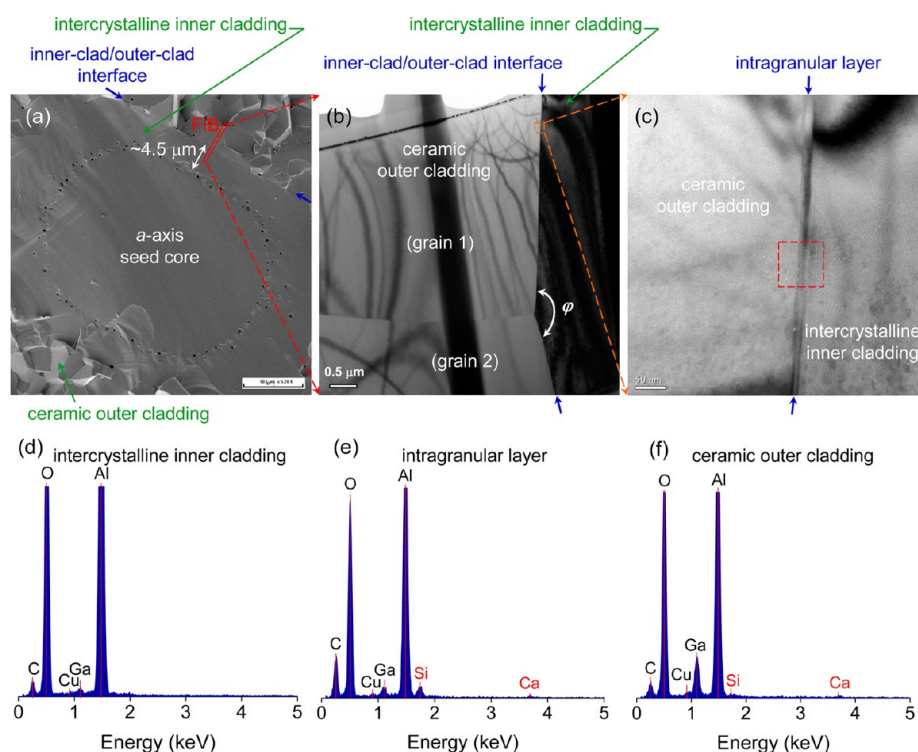 intercrystalline inner cladding
intercrystalline inner cladding
inner-clad/outer-clad
interface
inner-clad/outer-clad interface
intragranular layer
(a)
FIB
~4.5 μm
a-axis
seed core
ceramic outer cladding
(b)
ceramic
outer cladding
(grain 1)
φ
(grain 2)
0.5 μm
(c)
ceramic
outer cladding
intercrystalline
inner cladding
50 nm
(d)
intercrystalline inner cladding
O
Al
C
Cu
Ga
0
1
2
3
4
5
Energy (keV)
(e)
intragranular layer
O
Al
C
Cu
Ga
Si
Ca
0
1
2
3
4
5
Energy (keV)
(f)
ceramic outer cladding
O
Al
Ga
C
Cu
Si
Ca
0
1
2
3
4
5
Energy (keV)